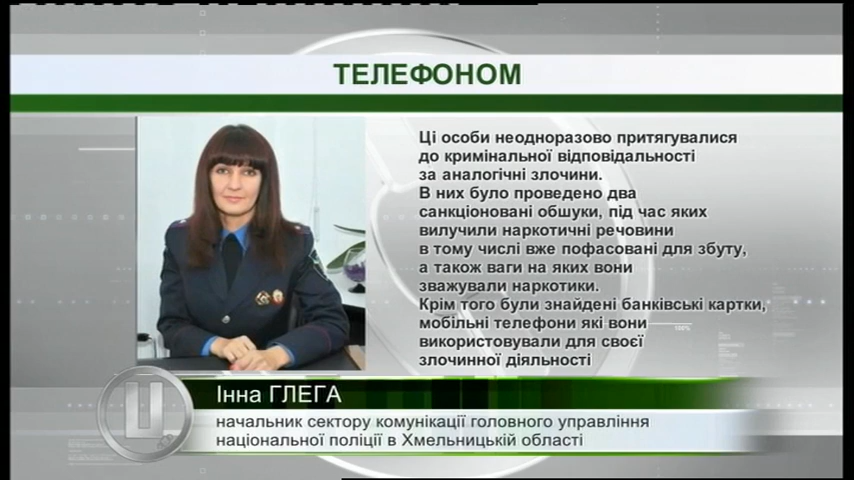 ТЕЛЕФОНОМ
Ці особи неодноразово притягувалися
до кримінальної відповідальності
за аналогічні злочини.
В них було проведено два
санкціоновані обшуки, під час яких
вилучили наркотичні речовини
в тому числі вже пофасовані для збуту,
а також ваги на яких вони
зважували наркотики.
Крім того були знайдені банківські картки,
мобільні телефони які вони
використовували для своєї
злочинної діяльності
Інна ГЛЕГА
начальник сектору комунікації головного управління
національної поліції в Хмельницькій області
Ц
100%